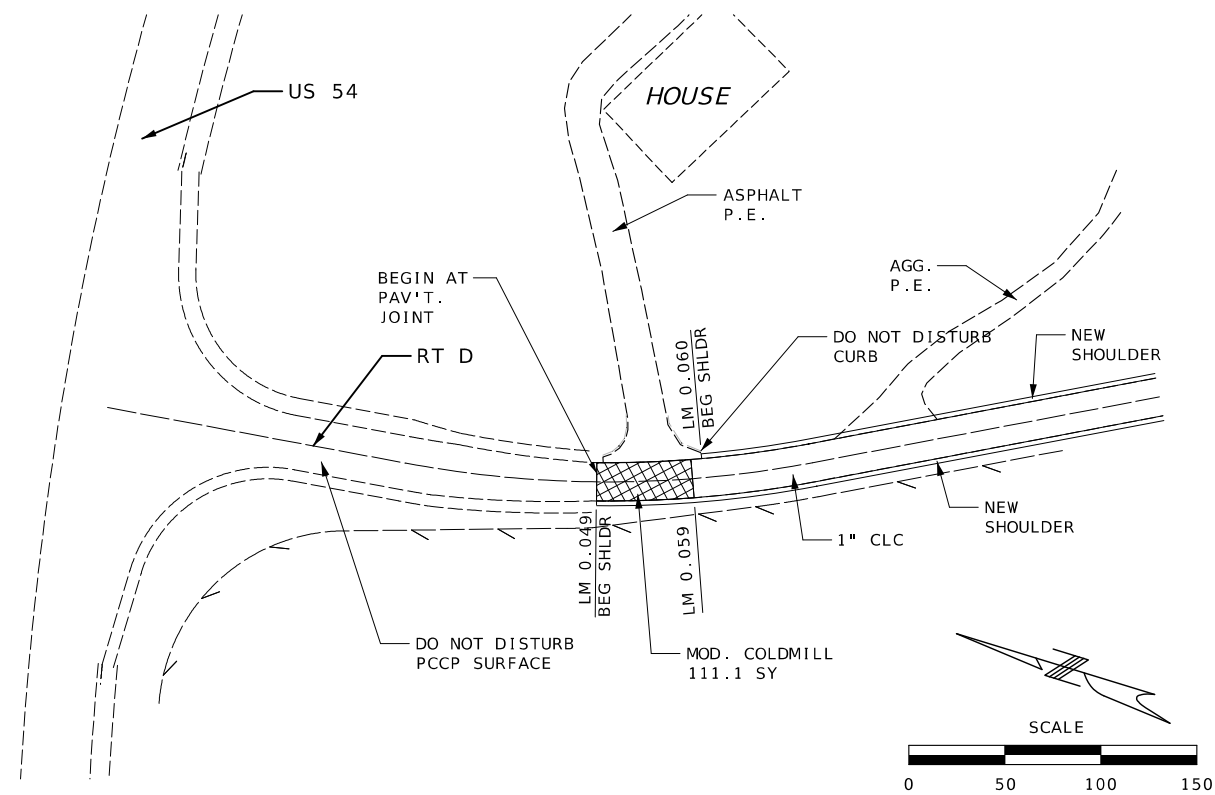 US 54
HOUSE
ASPHALT
P.E.
AGG.
P.E.
BEGIN AT
PAV'T.
JOINT
RT D
LM 0.060
BEG SHLDR
DO NOT DISTURB
CURB
NEW
SHOULDER
LM 0.049
BEG SHLDR
LM 0.059
1" CLC
NEW
SHOULDER
DO NOT DISTURB
PCCP SURFACE
MOD. COLDMILL
111.1 SY
SCALE
0 50 100 150